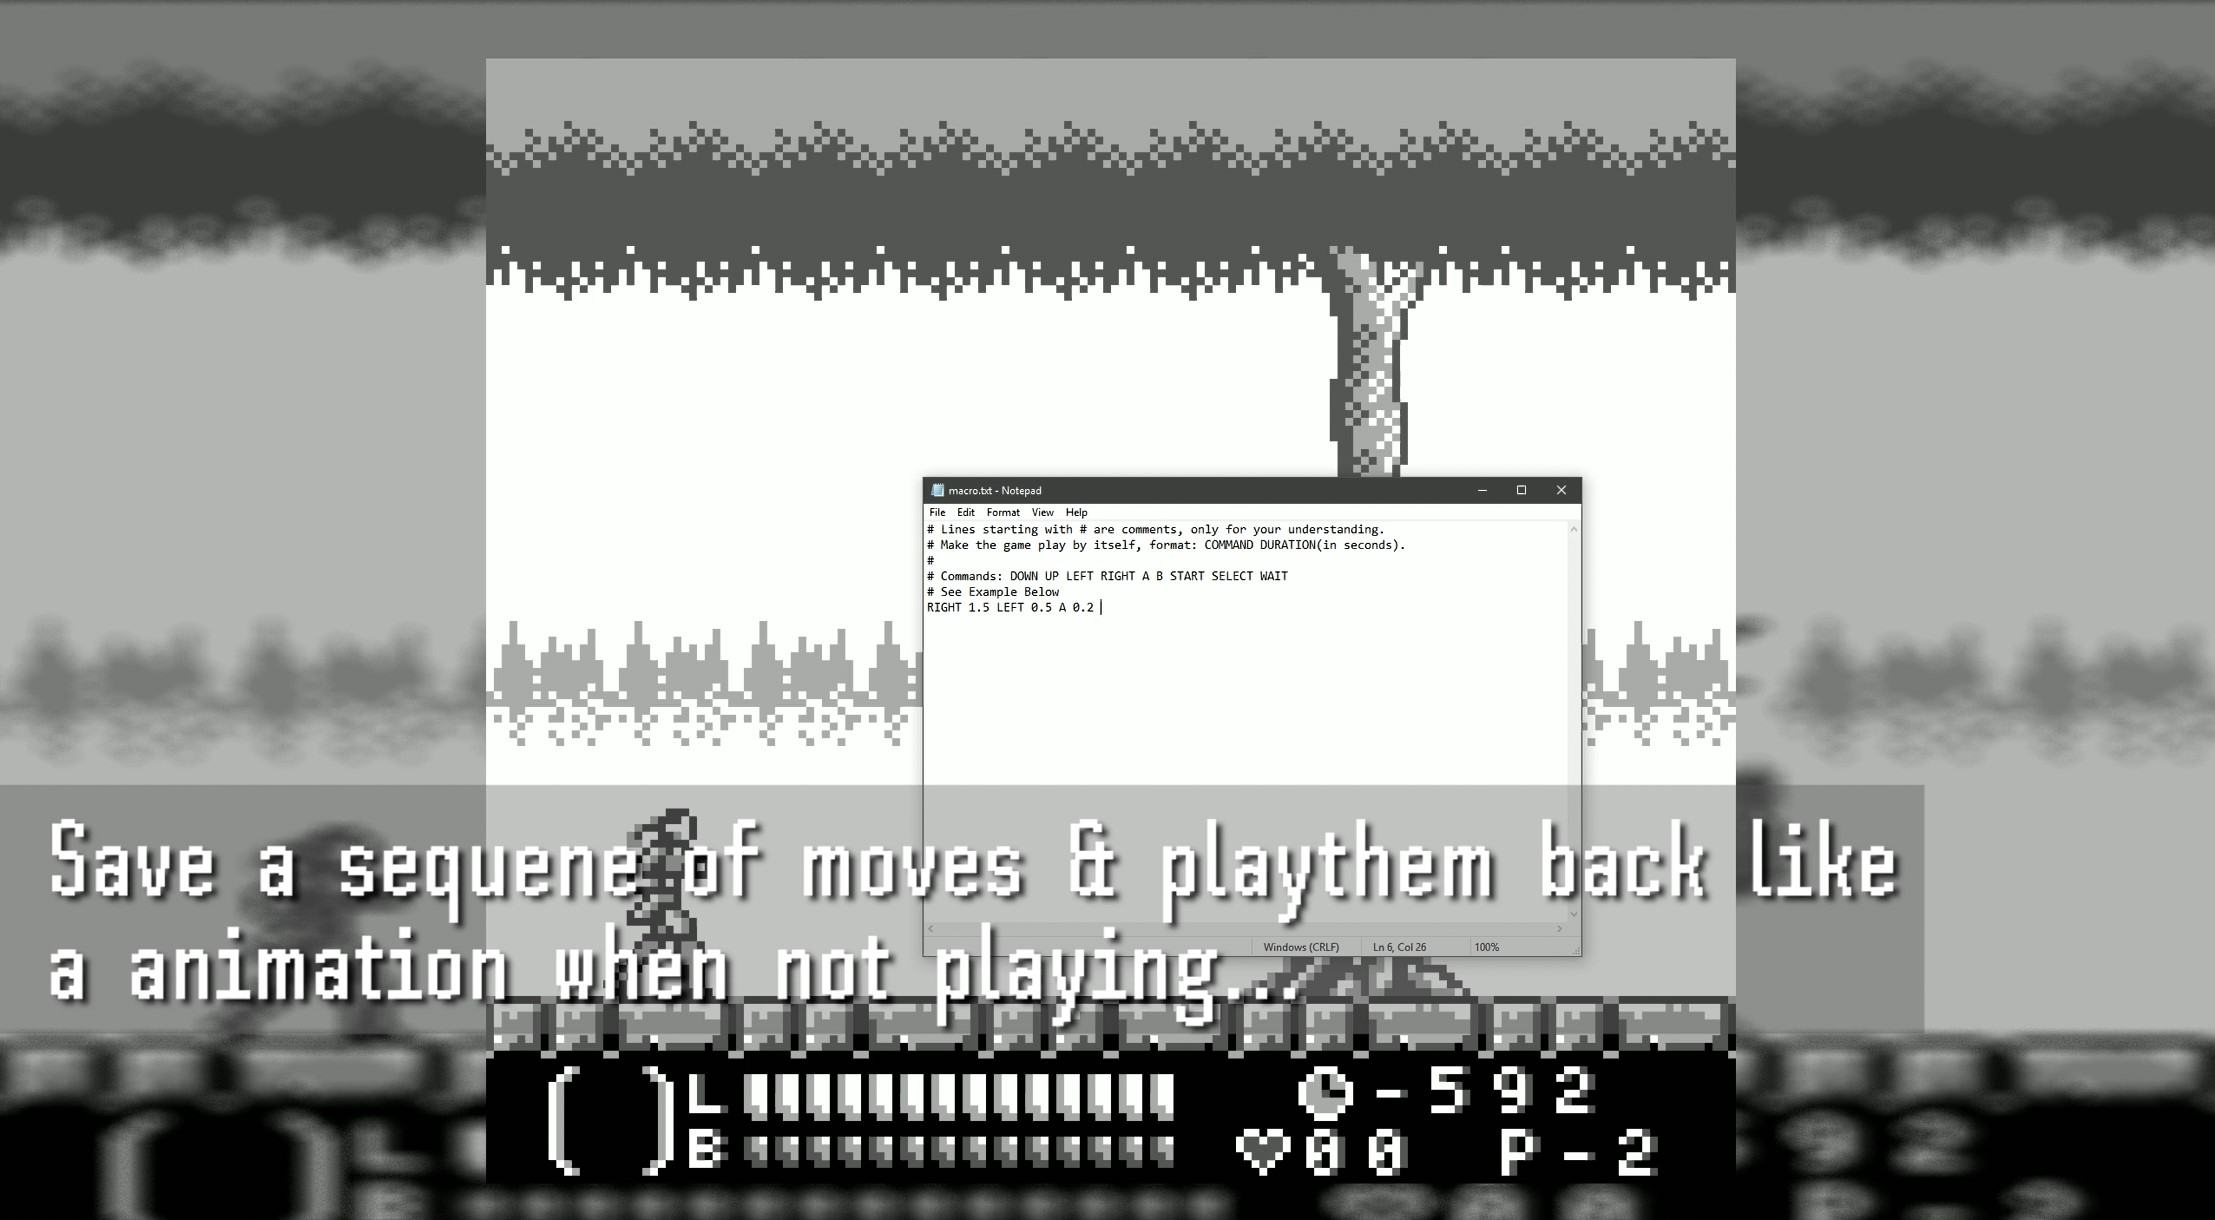 macro.txt - Notepad
File Edit Format View Help
# Lines starting with # are comments, only for your understanding.
# Make the game play by itself, format: COMMAND DURATION(in seconds).
#
# Commands: DOWN UP LEFT RIGHT A B START SELECT WAIT
# See Example Below
RIGHT 1.5 LEFT 0.5 A 0.2
Save a sequene of moves & playthem back like
a animation when not playing...
Windows (CRLF) Ln 6, Col 26 100%
L -592
B 00 P-2